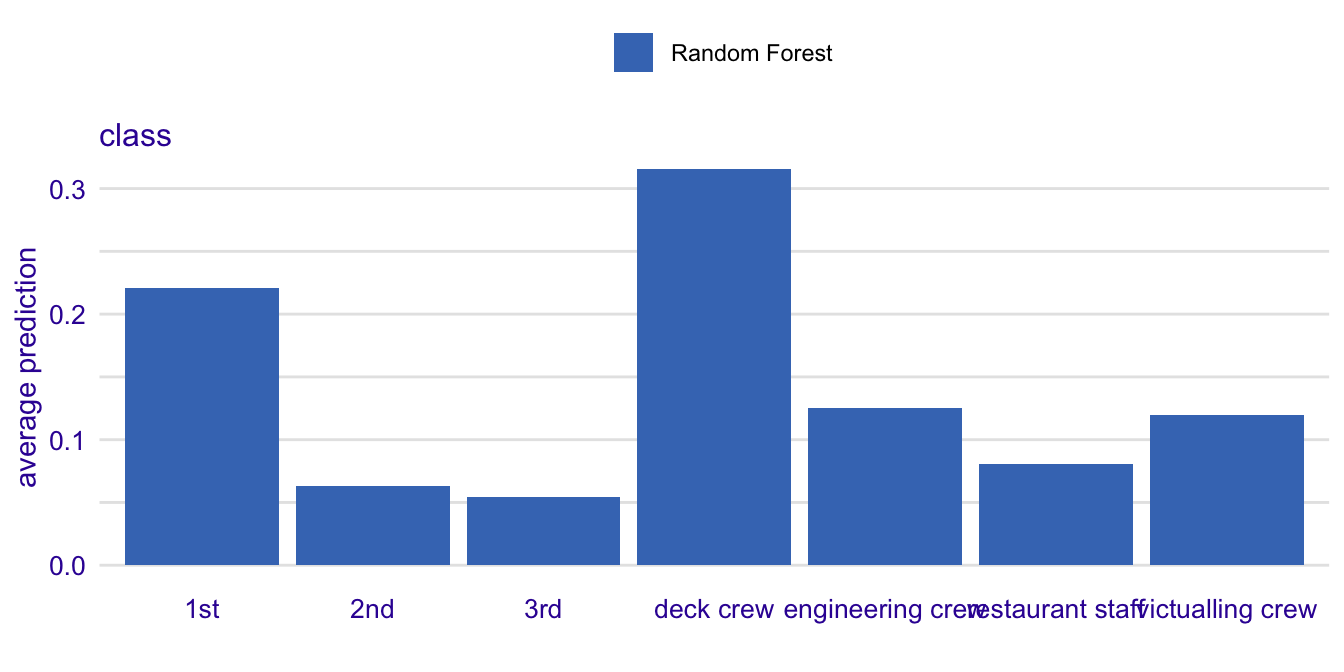 Random Forest
class
average prediction
0.3
0.2
0.1
0.0
1st 2nd 3rd deck crew engineering crew restaurant staff victualling crew